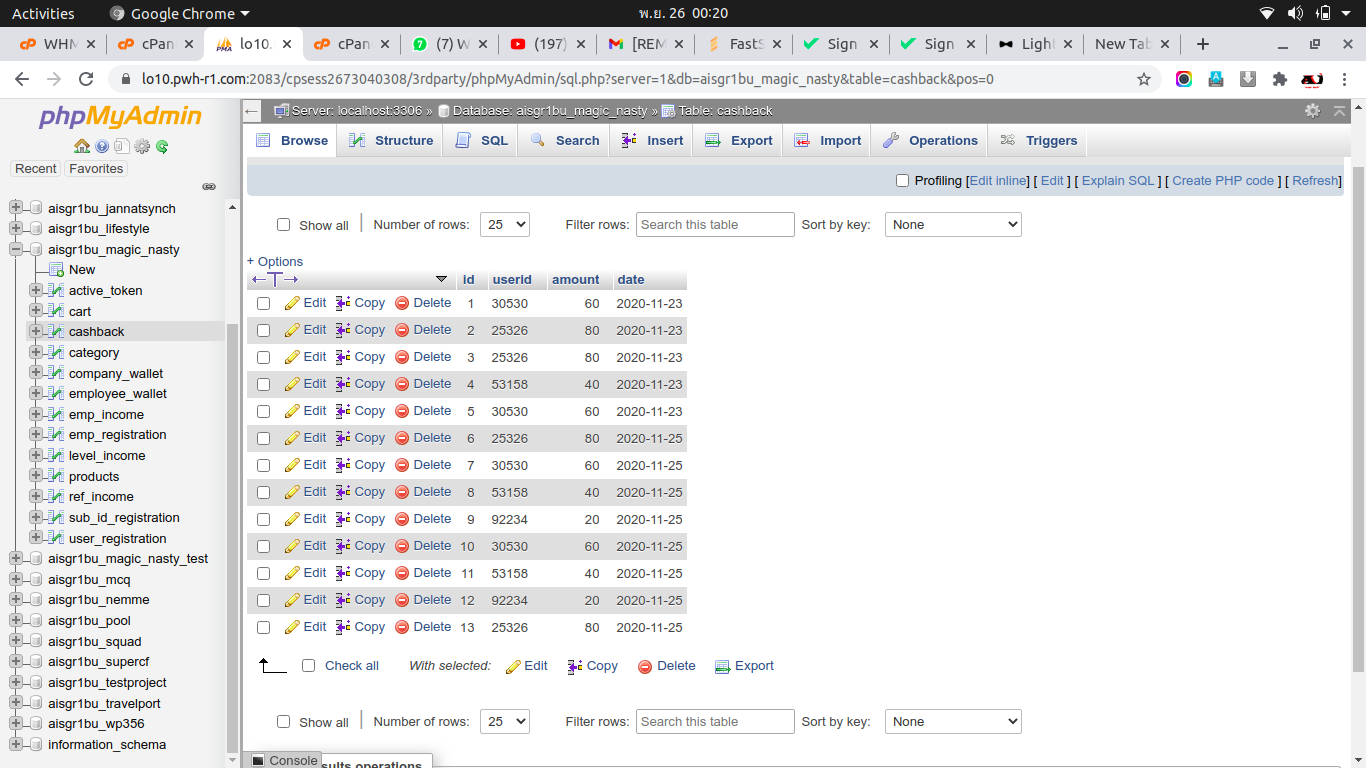 Activities Google Chrome พ.ย. 26 00:20
WHM cPan lo10. cPan (7) W (197) [REM FastS Sign Sign Ligh New Tab
lo10.pwh-r1.com:2083/cpsess2673040308/3rdparty/phpMyAdmin/sql.php?server=1&db=aisgr1bu_magic_nasty&table=cashback&pos=0
phpMyAdmin
Recent Favorites
aisgr1bu_jannatsynch
aisgr1bu_lifestyle
aisgr1bu_magic_nasty
New
active_token
cart
cashback
category
company_wallet
employee_wallet
emp_income
emp_registration
level_income
products
ref_income
sub_id_registration
user_registration
aisgr1bu_magic_nasty_test
aisgr1bu_mcq
aisgr1bu_nemme
aisgr1bu_pool
aisgr1bu_squad
aisgr1bu_supercf
aisgr1bu_testproject
aisgr1bu_travelport
aisgr1bu_wp356
information_schema
Server: localhost:3306 » Database: aisgr1bu_magic_nasty » Table: cashback
Browse Structure SQL Search Insert Export Import Operations Triggers
Profiling [Edit inline] [ Edit ] [ Explain SQL ] [ Create PHP code ] [ Refresh]
Show all Number of rows: 25 Filter rows: Search this table Sort by key: None
+ Options
id userid amount date
Edit Copy Delete 1 30530 60 2020-11-23
Edit Copy Delete 2 25326 80 2020-11-23
Edit Copy Delete 3 25326 80 2020-11-23
Edit Copy Delete 4 53158 40 2020-11-23
Edit Copy Delete 5 30530 60 2020-11-23
Edit Copy Delete 6 25326 80 2020-11-25
Edit Copy Delete 7 30530 60 2020-11-25
Edit Copy Delete 8 53158 40 2020-11-25
Edit Copy Delete 9 92234 20 2020-11-25
Edit Copy Delete 10 30530 60 2020-11-25
Edit Copy Delete 11 53158 40 2020-11-25
Edit Copy Delete 12 92234 20 2020-11-25
Edit Copy Delete 13 25326 80 2020-11-25
Check all With selected: Edit Copy Delete Export
Show all Number of rows: 25 Filter rows: Search this table Sort by key: None
Console sults operations